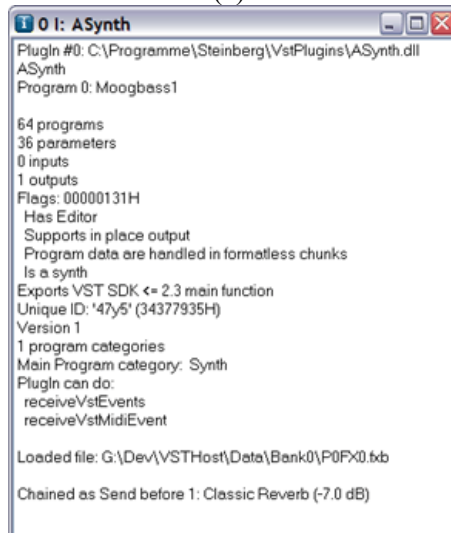 0 I: ASynth
PlugIn #0: C:\Programme\Steinberg\VstPlugins\ASynth.dll
ASynth
Program 0: Moogbass1
64 programs
36 parameters
0 inputs
1 outputs
Flags: 00000131H
Has Editor
Supports in place output
Program data are handled in formatless chunks
Is a synth
Exports VST SDK <= 2.3 main function
Unique ID: '47y5' (34377935H)
Version 1
1 program categories
Main Program category: Synth
PlugIn can do:
receiveVstEvents
receiveVstMidiEvent
Loaded file: G:\Dev\VSTHost\Data\Bank0\P0FX0.fxb
Chained as Send before 1: Classic Reverb (-7.0 dB)